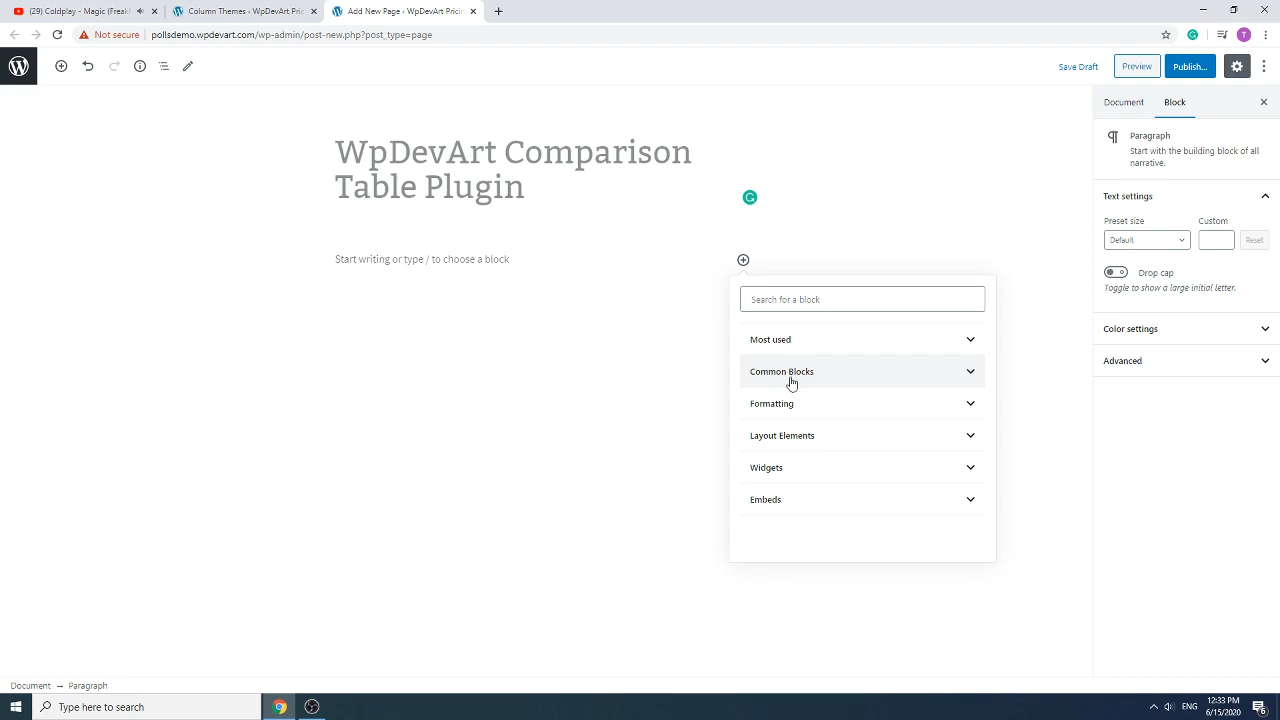 (29) Coldplay - Magic (Freak
Column Themes ‹ WpDevArt Pric
Add New Page ‹ WpDevArt Pricin
Not secure
pollsdemo.wpdevart.com/wp-admin/post-new.php?post_type=page
T
Save Draft
Preview
Publish...
Document
Block
WpDevArt Comparison
Table Plugin
Paragraph
Start with the building block of all
narrative.
Text settings
Preset size
Custom
Default
Reset
Drop cap
Toggle to show a large initial letter.
Color settings
Advanced
Start writing or type / to choose a block
Search for a block
Most used
Common Blocks
Formatting
Layout Elements
Widgets
Embeds
Document → Paragraph
Type here to search
ENG
12:33 PM
6/15/2020
6